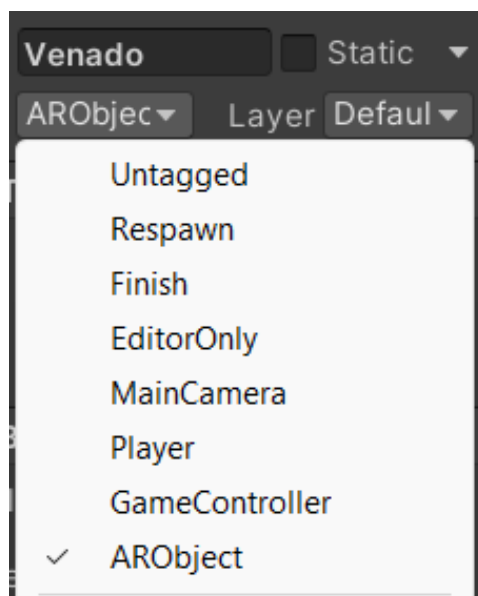 Venado Static
ARObjec Layer Defaul
Untagged
Respawn
Finish
EditorOnly
MainCamera
Player
GameController
ARObject